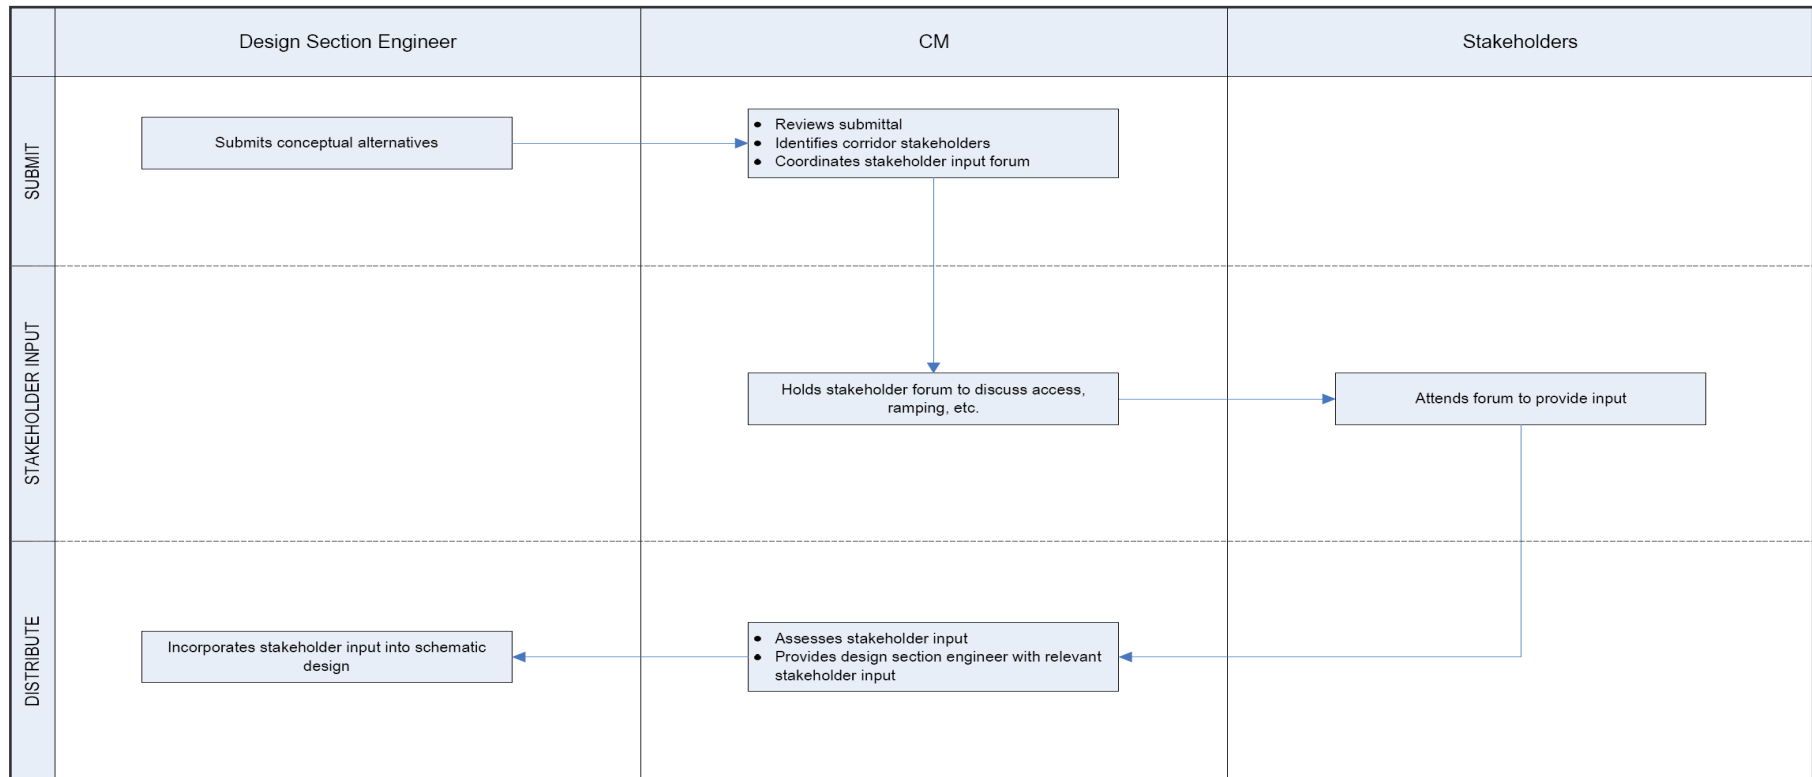 Design Section Engineer
CM
Stakeholders
SUBMIT
Submits conceptual alternatives
• Reviews submittal
• Identifies corridor stakeholders
• Coordinates stakeholder input forum
STAKEHOLDER INPUT
Holds stakeholder forum to discuss access,
ramping, etc.
Attends forum to provide input
DISTRIBUTE
Incorporates stakeholder input into schematic
design
• Assesses stakeholder input
• Provides design section engineer with relevant
stakeholder input